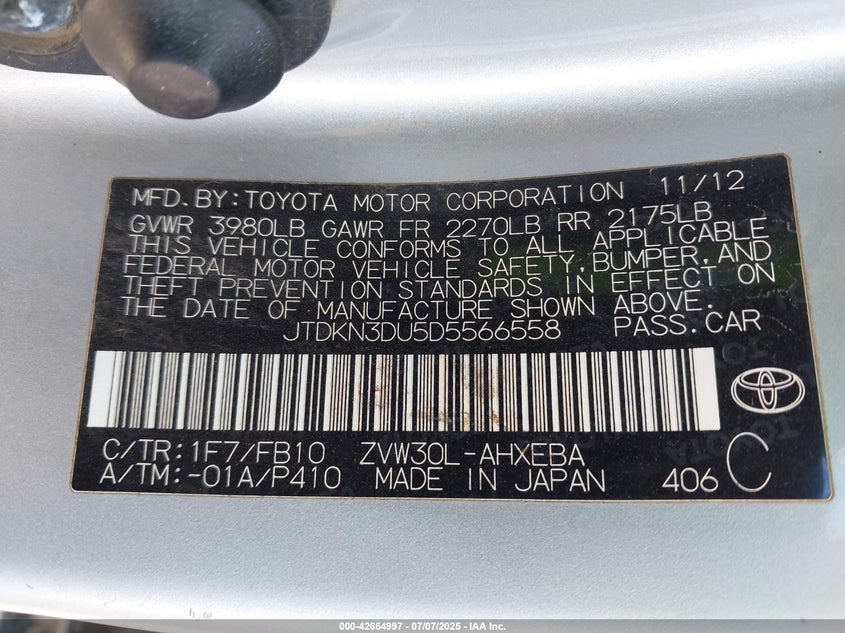 MFD.BY:TOYOTA MOTOR CORPORATION 11/12
GVWR 3980LB GAWR FR 2270LB RR 2175LB
THIS VEHICLE CONFORMS TO ALL APPLICABLE
FEDERAL MOTOR VEHICLE SAFETY,BUMPER,AND
THEFT PREVENTION STANDARDS IN EFFECT ON
THE DATE OF MANUFACTURE SHOWN ABOVE.
JTDKN3DU5D5566558 PASS.CAR
C/TR:1F7/FB10 ZVW30L-AHXEBA
A/TM:-01A/P410 MADE IN JAPAN 406 C
000-42654997 - 07/07/2025 - IAA Inc.